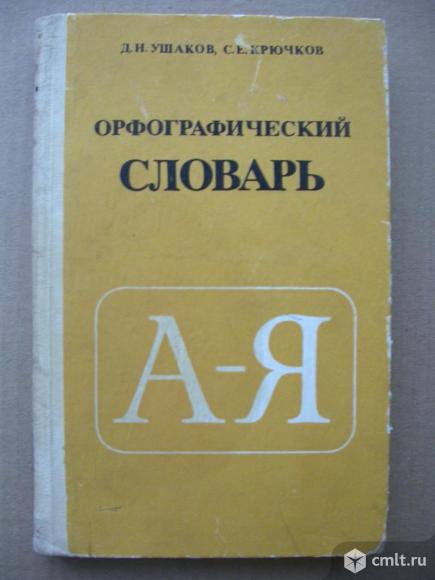 Д.Н. УШАКОВ, С.Е. КРЮЧКОВ
ОРФОГРАФИЧЕСКИЙ
СЛОВАРЬ
А-Я
cmlt.ru